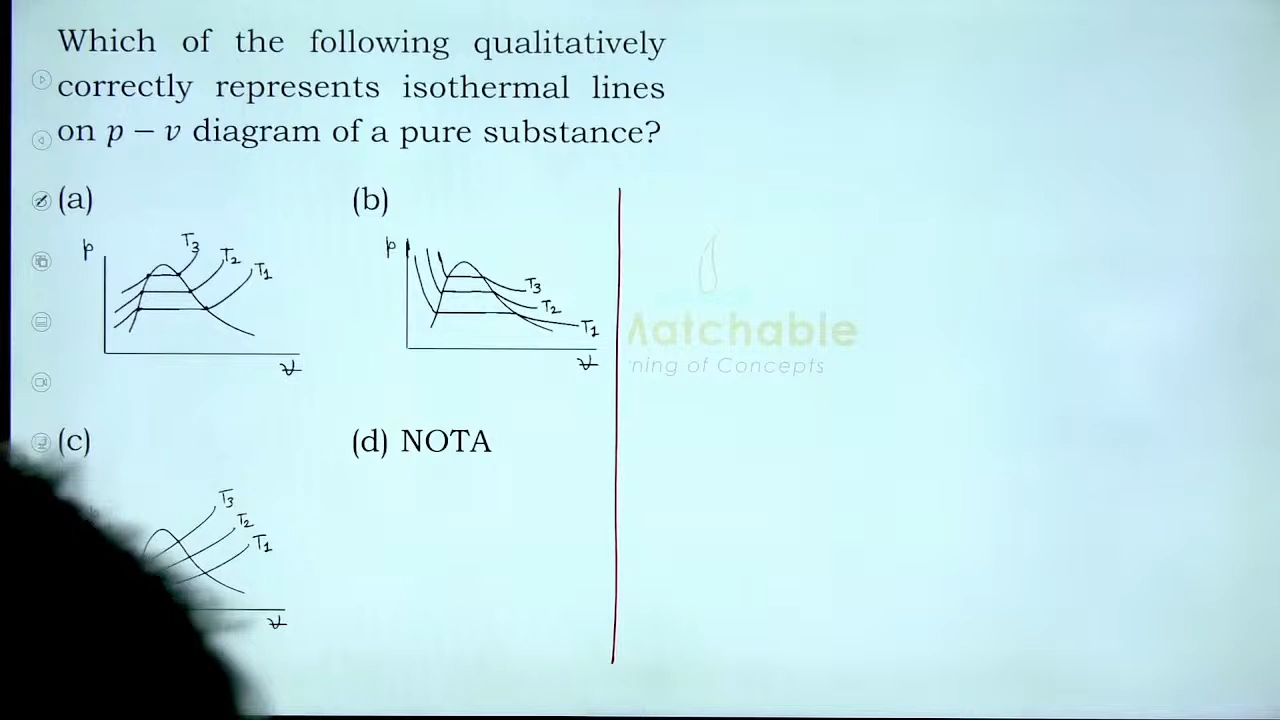 Which of the following qualitatively
correctly represents isothermal lines
on p – v diagram of a pure substance?
(a)
(b)
p
T3
T2
T1
v
p
T3
T2
T1
v
Matchable
ning of Concepts
(c)
(d) NOTA
T3
T2
T1
v